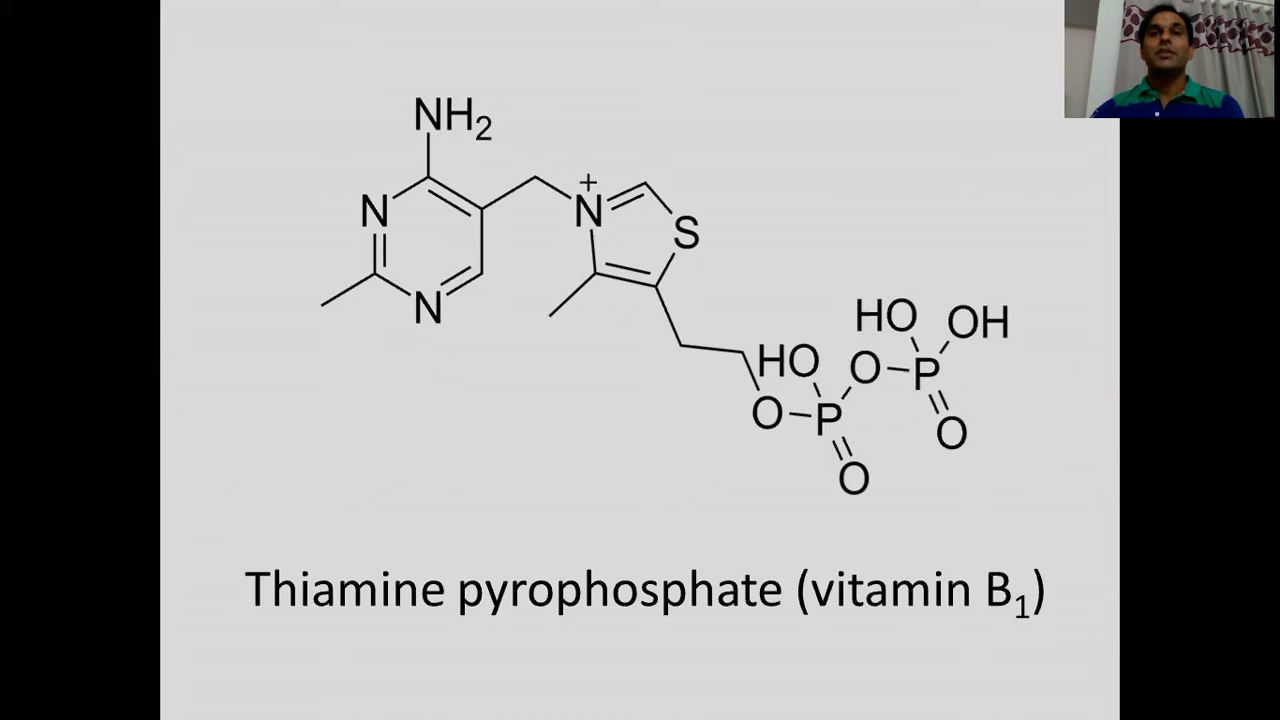 NH₂
N
N
+
N
S
HO
OH
HO
O
P
O
P
O
O
Thiamine pyrophosphate (vitamin B₁)